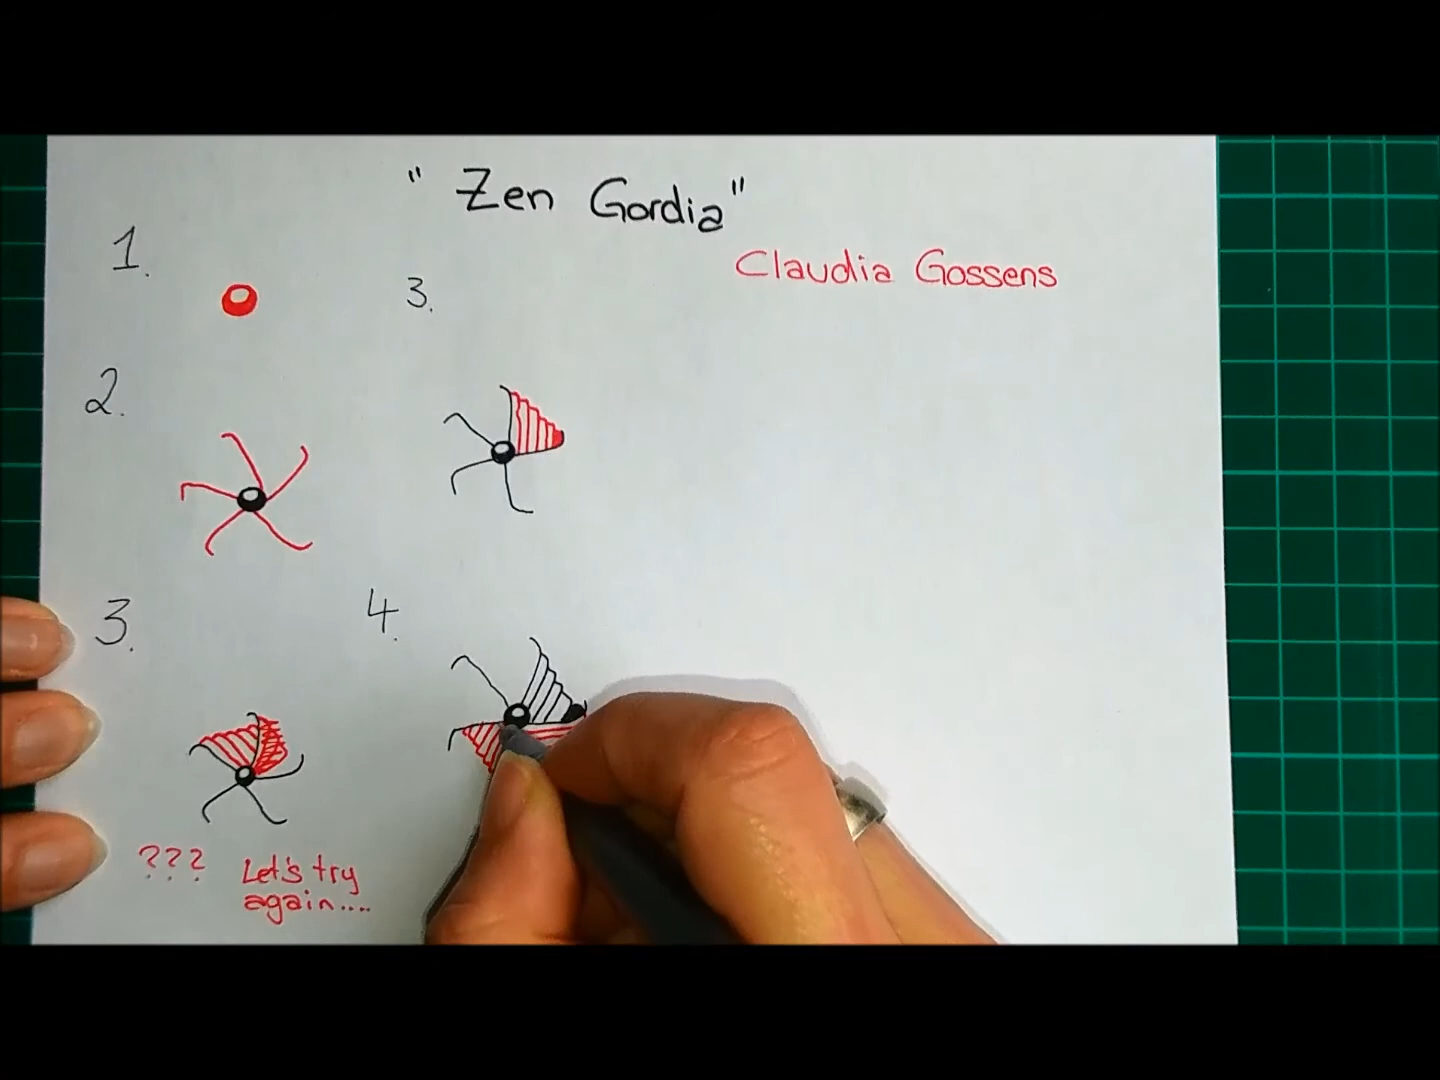 " Zen Gordia"
Claudia Gossens
1.
3.
2.
3.
4.
??? Let's try
again....